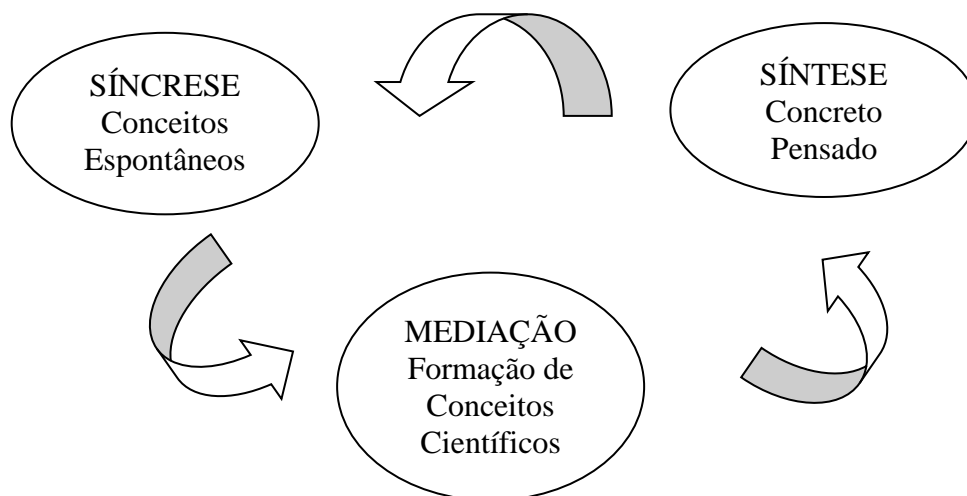 SÍNCRESE
Conceitos
Espontâneos
SÍNTESE
Concreto
Pensado
MEDIAÇÃO
Formação de
Conceitos
Científicos